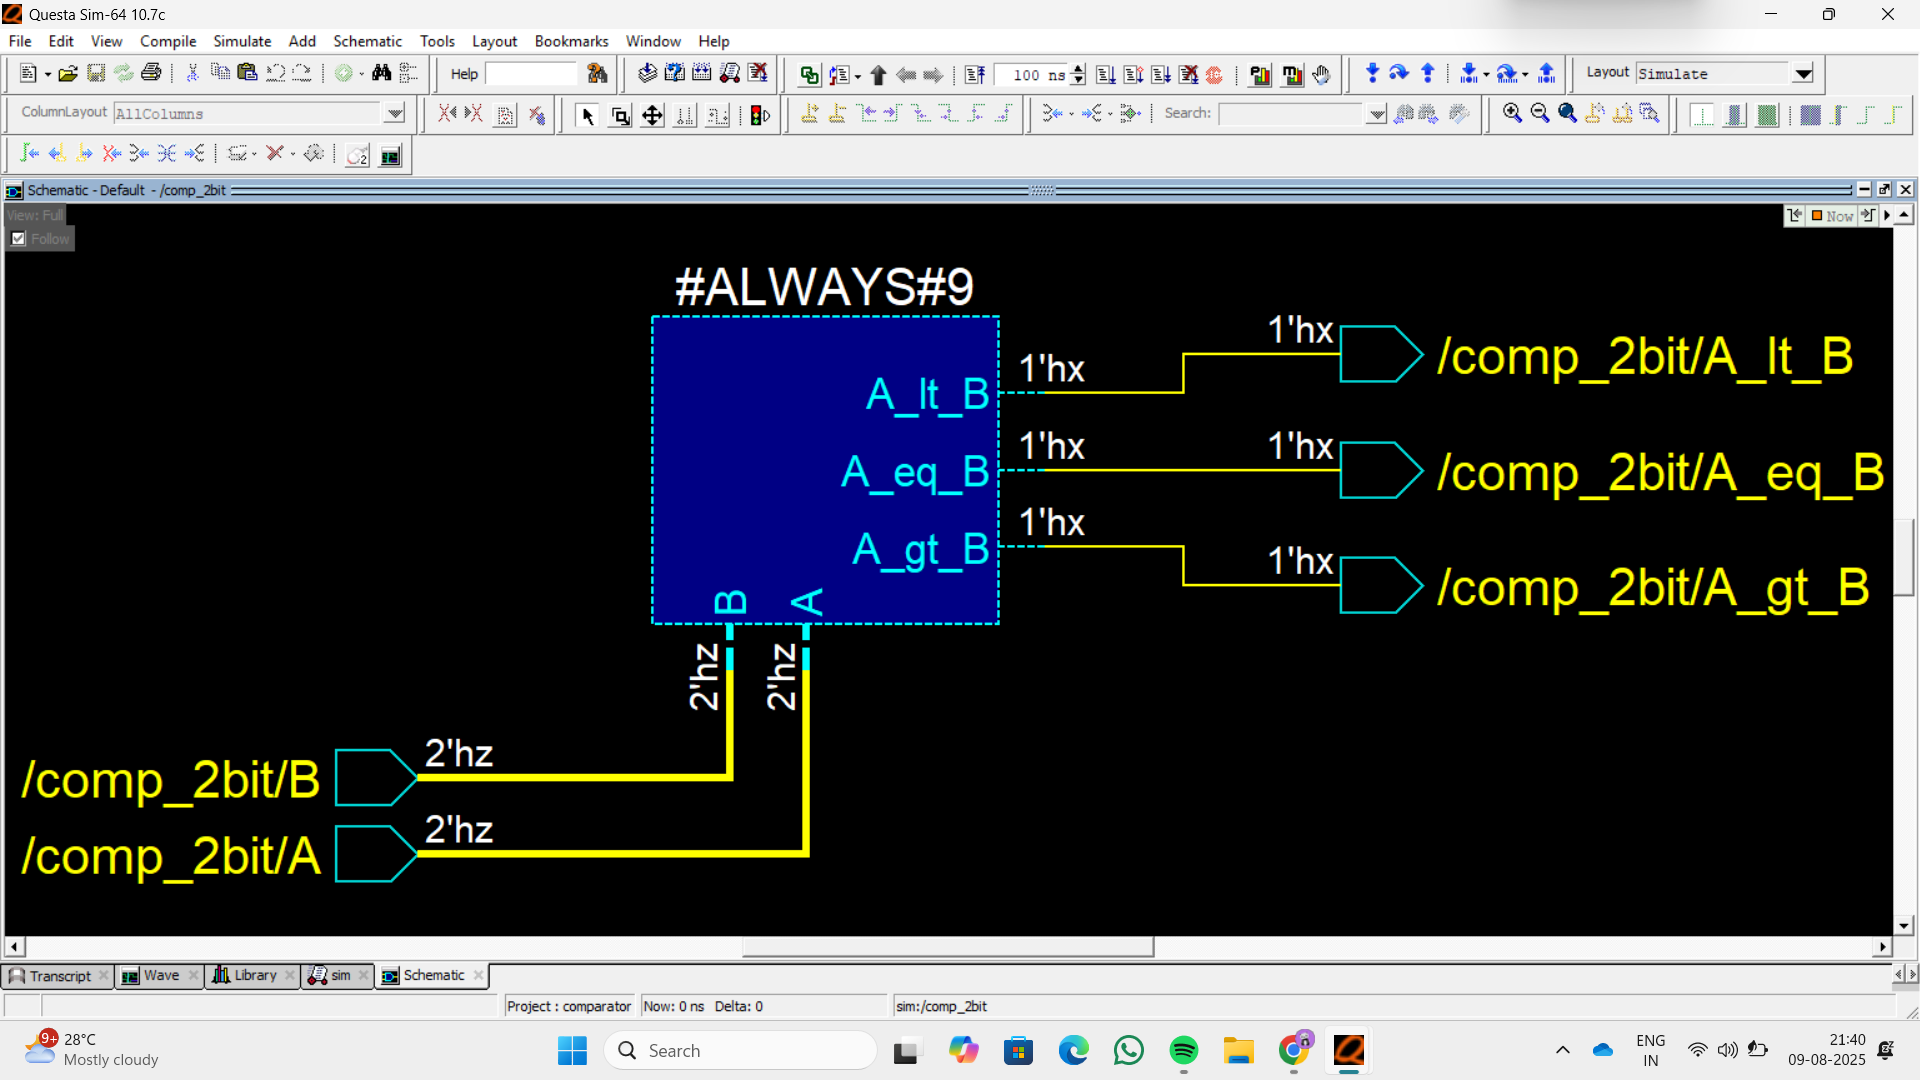 Questa Sim-64 10.7c
File Edit View Compile Simulate Add Schematic Tools Layout Bookmarks Window Help
Help
100 ns
Layout Simulate
ColumnLayout AllColumns
Search:
Schematic - Default - /comp_2bit
View: Full
Follow
Now
#ALWAYS#9
A_lt_B
A_eq_B
A_gt_B
B
A
1'hx
1'hx
/comp_2bit/A_lt_B
1'hx
1'hx
/comp_2bit/A_eq_B
1'hx
1'hx
/comp_2bit/A_gt_B
2'hz
2'hz
/comp_2bit/B
2'hz
/comp_2bit/A
2'hz
Transcript Wave Library sim Schematic
Project : comparator Now: 0 ns Delta: 0 sim:/comp_2bit
9+
28°C
Mostly cloudy
Search
ENG
IN
21:40
09-08-2025